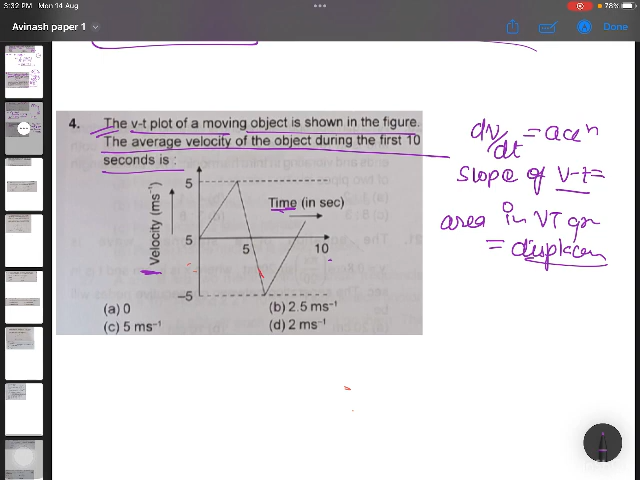 3:32 PM Mon 14 Aug
78%
Avinash paper 1
Done
4. The v-t plot of a moving object is shown in the figure.
The average velocity of the object during the first 10
seconds is :
5
5
-5
Velocity (ms⁻¹)
Time (in sec)
5
10
(a) 0
(b) 2.5 ms⁻¹
(c) 5 ms⁻¹
(d) 2 ms⁻¹
dv/dt = accn
slope of v-t =
area in VT gr
= displacem